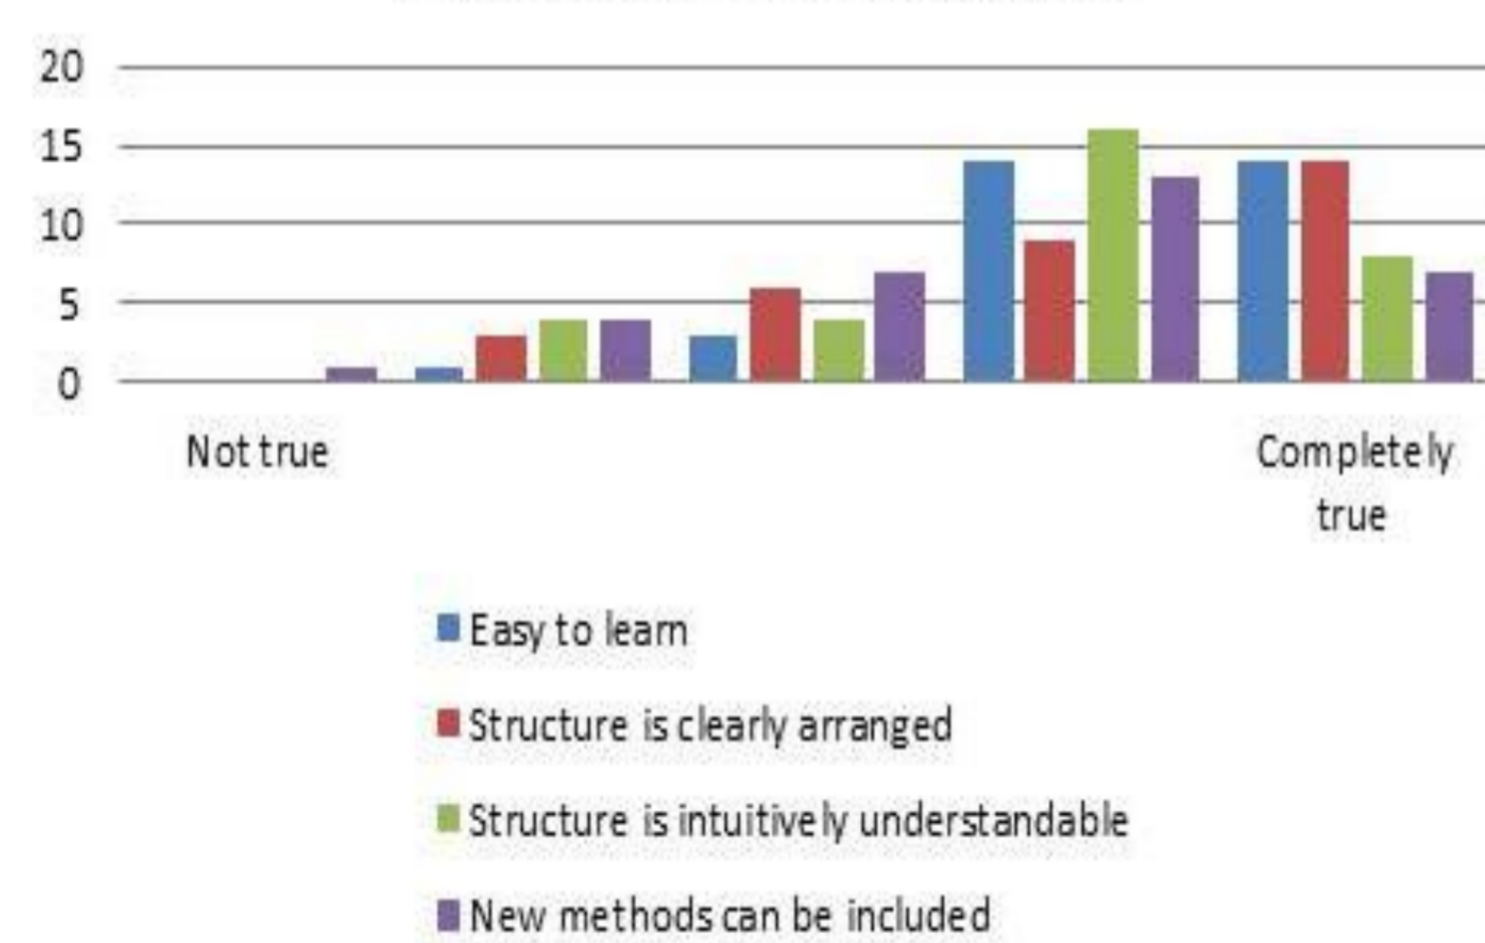 20
15
10
5
0
Not true
Completely
true
Easy to learn
Structure is clearly arranged
Structure is intuitively understandable
New methods can be included